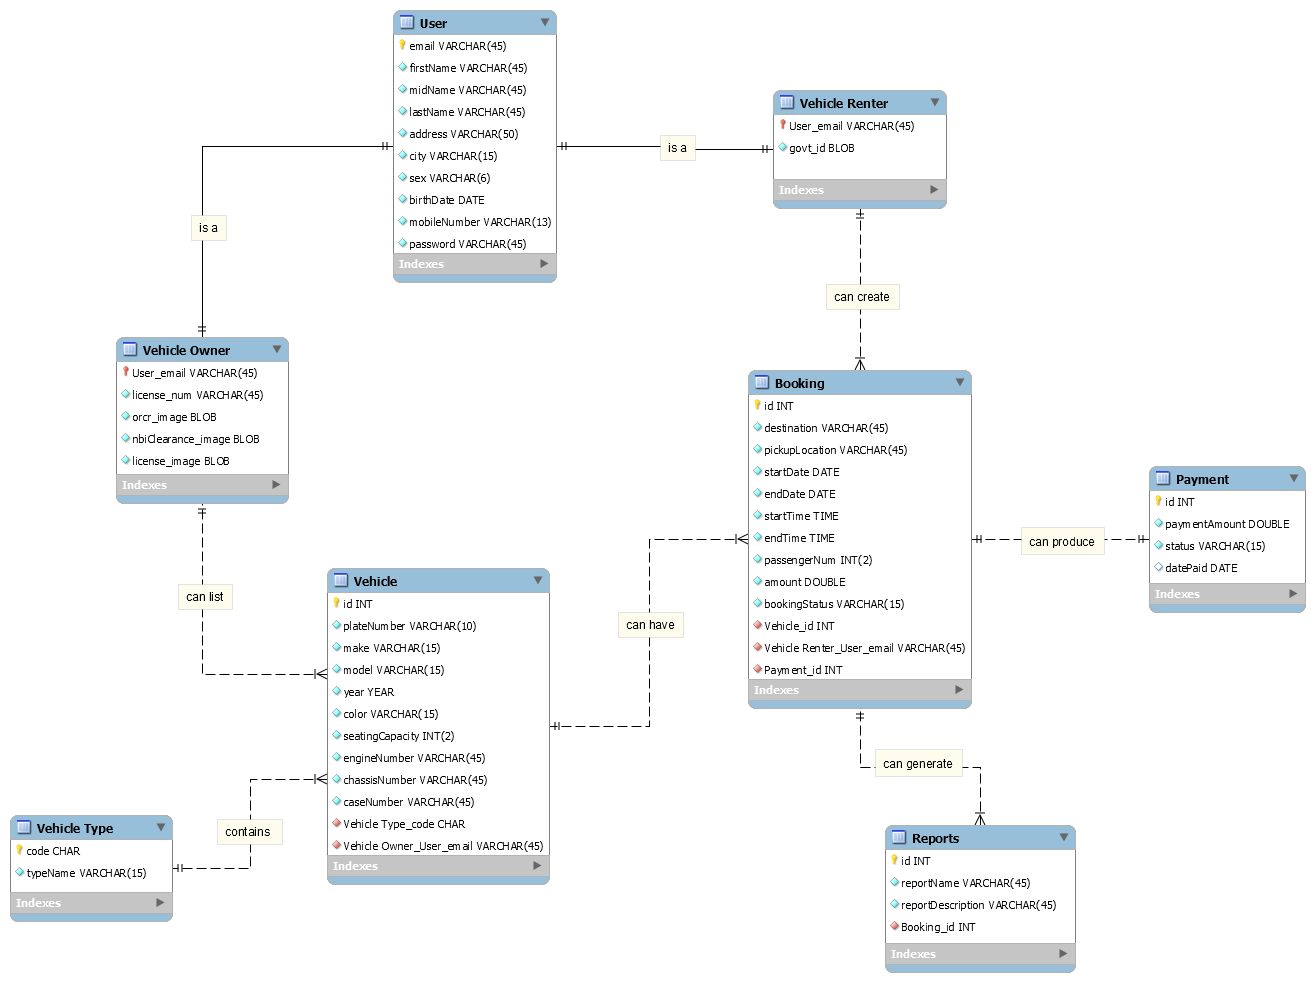 User
email VARCHAR(45)
firstName VARCHAR(45)
midName VARCHAR(45)
lastName VARCHAR(45)
address VARCHAR(50)
city VARCHAR(15)
sex VARCHAR(6)
birthDate DATE
mobileNumber VARCHAR(13)
password VARCHAR(45)
Indexes
is a
Vehicle Renter
User_email VARCHAR(45)
govt_id BLOB
Indexes
is a
can create
Vehicle Owner
User_email VARCHAR(45)
license_num VARCHAR(45)
orcr_image BLOB
nbiClearance_image BLOB
license_image BLOB
Indexes
can list
Booking
id INT
destination VARCHAR(45)
pickupLocation VARCHAR(45)
startDate DATE
endDate DATE
startTime TIME
endTime TIME
passengerNum INT(2)
amount DOUBLE
bookingStatus VARCHAR(15)
Vehicle_id INT
Vehicle Renter_User_email VARCHAR(45)
Payment_id INT
Indexes
can produce
Payment
id INT
paymentAmount DOUBLE
status VARCHAR(15)
datePaid DATE
Indexes
Vehicle
id INT
plateNumber VARCHAR(10)
make VARCHAR(15)
model VARCHAR(15)
year YEAR
color VARCHAR(15)
seatingCapacity INT(2)
engineNumber VARCHAR(45)
chassisNumber VARCHAR(45)
caseNumber VARCHAR(45)
Vehicle Type_code CHAR
Vehicle Owner_User_email VARCHAR(45)
Indexes
can have
can generate
contains
Vehicle Type
code CHAR
typeName VARCHAR(15)
Indexes
Reports
id INT
reportName VARCHAR(45)
reportDescription VARCHAR(45)
Booking_id INT
Indexes